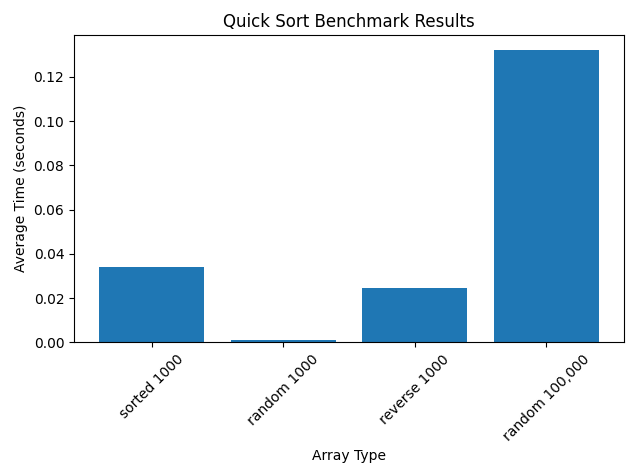 Quick Sort Benchmark Results
Average Time (seconds)
0.12
0.10
0.08
0.06
0.04
0.02
0.00
sorted 1000
random 1000
reverse 1000
random 100,000
Array Type